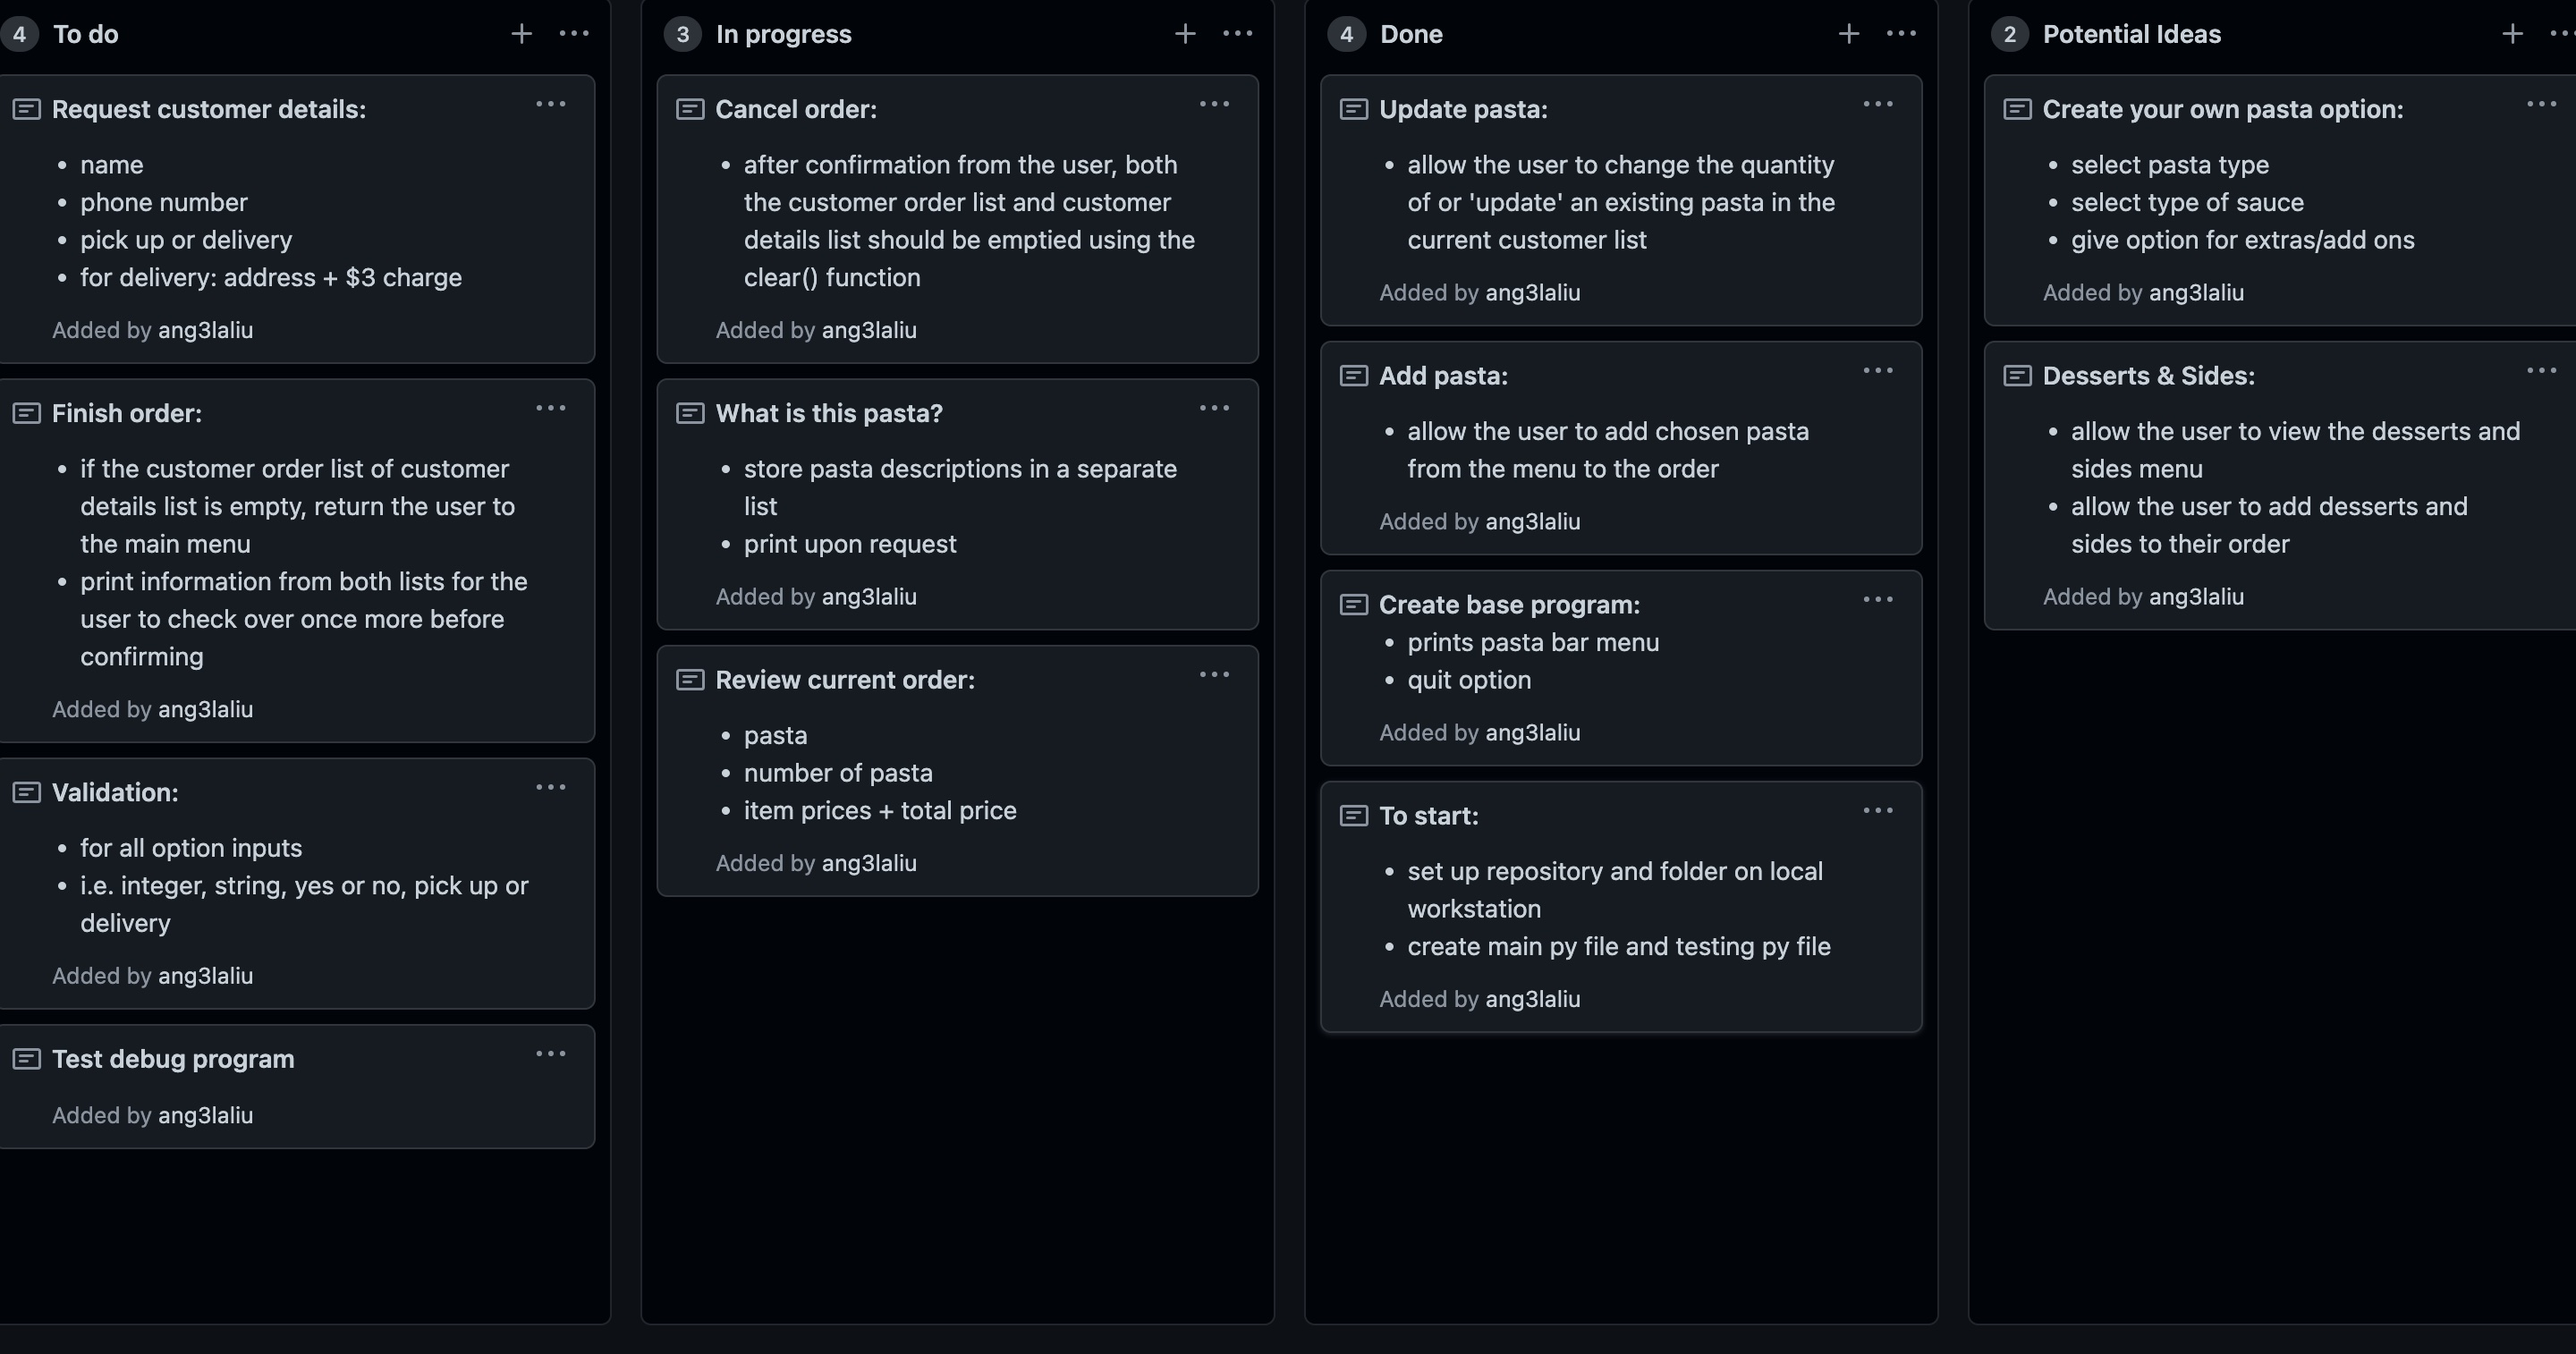 4 To do
Request customer details:
• name
• phone number
• pick up or delivery
• for delivery: address + $3 charge
Added by ang3laliu
Finish order:
• if the customer order list of customer
details list is empty, return the user to
the main menu
• print information from both lists for the
user to check over once more before
confirming
Added by ang3laliu
Validation:
• for all option inputs
• i.e. integer, string, yes or no, pick up or
delivery
Added by ang3laliu
Test debug program
Added by ang3laliu
3 In progress
Cancel order:
• after confirmation from the user, both
the customer order list and customer
details list should be emptied using the
clear() function
Added by ang3laliu
What is this pasta?
• store pasta descriptions in a separate
list
• print upon request
Added by ang3laliu
Review current order:
• pasta
• number of pasta
• item prices + total price
Added by ang3laliu
4 Done
Update pasta:
• allow the user to change the quantity
of or 'update' an existing pasta in the
current customer list
Added by ang3laliu
Add pasta:
• allow the user to add chosen pasta
from the menu to the order
Added by ang3laliu
Create base program:
• prints pasta bar menu
• quit option
Added by ang3laliu
To start:
• set up repository and folder on local
workstation
• create main py file and testing py file
Added by ang3laliu
2 Potential Ideas
Create your own pasta option:
• select pasta type
• select type of sauce
• give option for extras/add ons
Added by ang3laliu
Desserts & Sides:
• allow the user to view the desserts and
sides menu
• allow the user to add desserts and
sides to their order
Added by ang3laliu